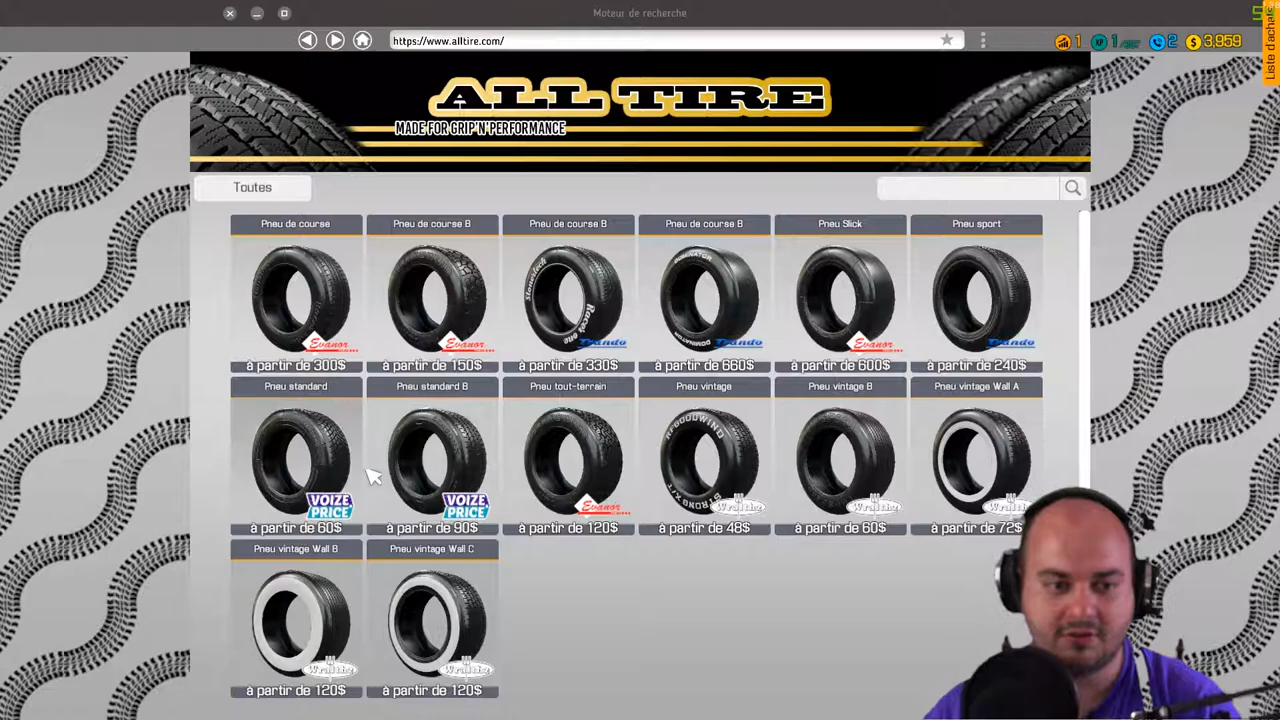 Moteur de recherche
https://www.alltire.com/
1
1
2
3,959
Liste d'achats
ALL TIRE
MADE FOR GRIP'N'PERFORMANCE
Toutes
Pneu de course
Pneu de course B
Pneu de course B
Pneu de course B
Pneu Slick
Pneu sport
Evanor
Evanor
Stonetech
Races one
DOMINATOR
DOMINATOR
Evanor
à partir de 300$
à partir de 150$
à partir de 330$
à partir de 660$
à partir de 600$
à partir de 240$
Pneu standard
Pneu standard B
Pneu tout-terrain
Pneu vintage
Pneu vintage B
Pneu vintage Wall A
VOIZE PRICE
VOIZE PRICE
Evanor
à partir de 60$
à partir de 90$
à partir de 120$
à partir de 48$
à partir de 60$
à partir de 72$
Pneu vintage Wall B
Pneu vintage Wall C
à partir de 120$
à partir de 120$